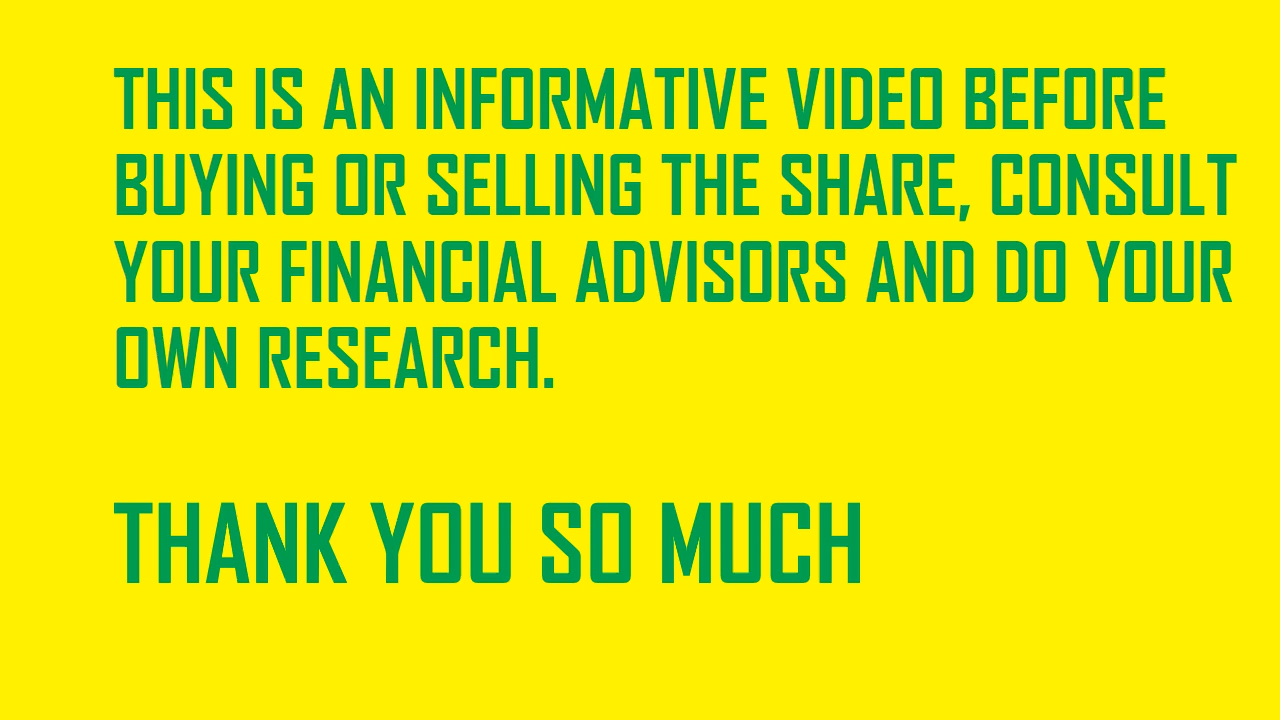 THIS IS AN INFORMATIVE VIDEO BEFORE
BUYING OR SELLING THE SHARE, CONSULT
YOUR FINANCIAL ADVISORS AND DO YOUR
OWN RESEARCH.
THANK YOU SO MUCH